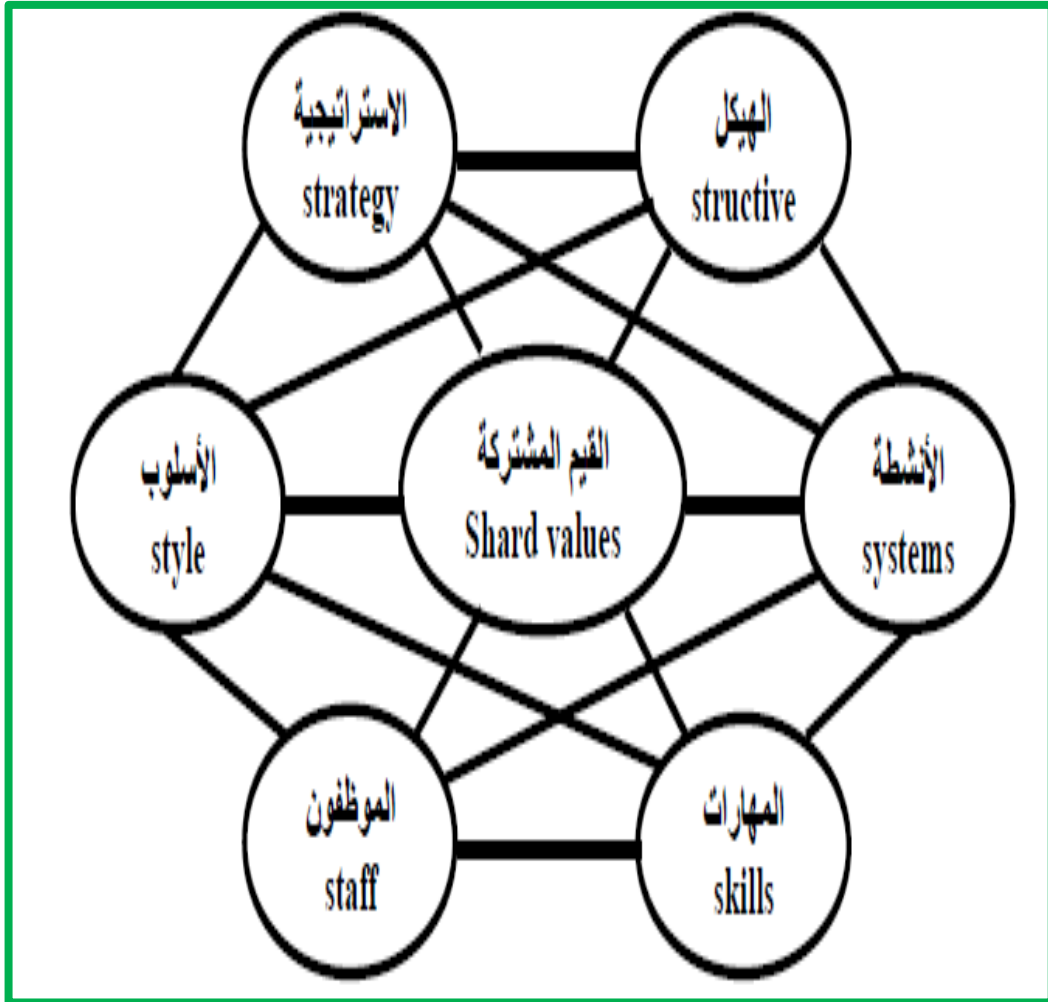 الاستراتيجية
strategy
الهيكل
structive
الأسلوب
style
القيم المشتركة
Shard values
الأنشطة
systems
الموظفون
staff
المهارات
skills